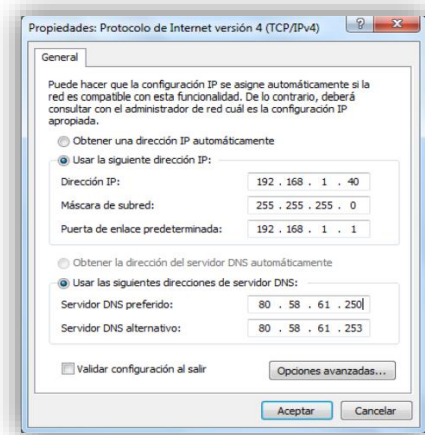 Propiedades: Protocolo de Internet versión 4 (TCP/IPv4)
General
Puede hacer que la configuración IP se asigne automáticamente si la
red es compatible con esta funcionalidad. De lo contrario, deberá
consultar con el administrador de red cuál es la configuración IP
apropiada.
Obtener una dirección IP automáticamente
Usar la siguiente dirección IP:
Dirección IP: 192 . 168 . 1 . 40
Máscara de subred: 255 . 255 . 255 . 0
Puerta de enlace predeterminada: 192 . 168 . 1 . 1
Obtener la dirección del servidor DNS automáticamente
Usar las siguientes direcciones de servidor DNS:
Servidor DNS preferido: 80 . 58 . 61 . 250
Servidor DNS alternativo: 80 . 58 . 61 . 253
Validar configuración al salir
Opciones avanzadas...
Aceptar Cancelar